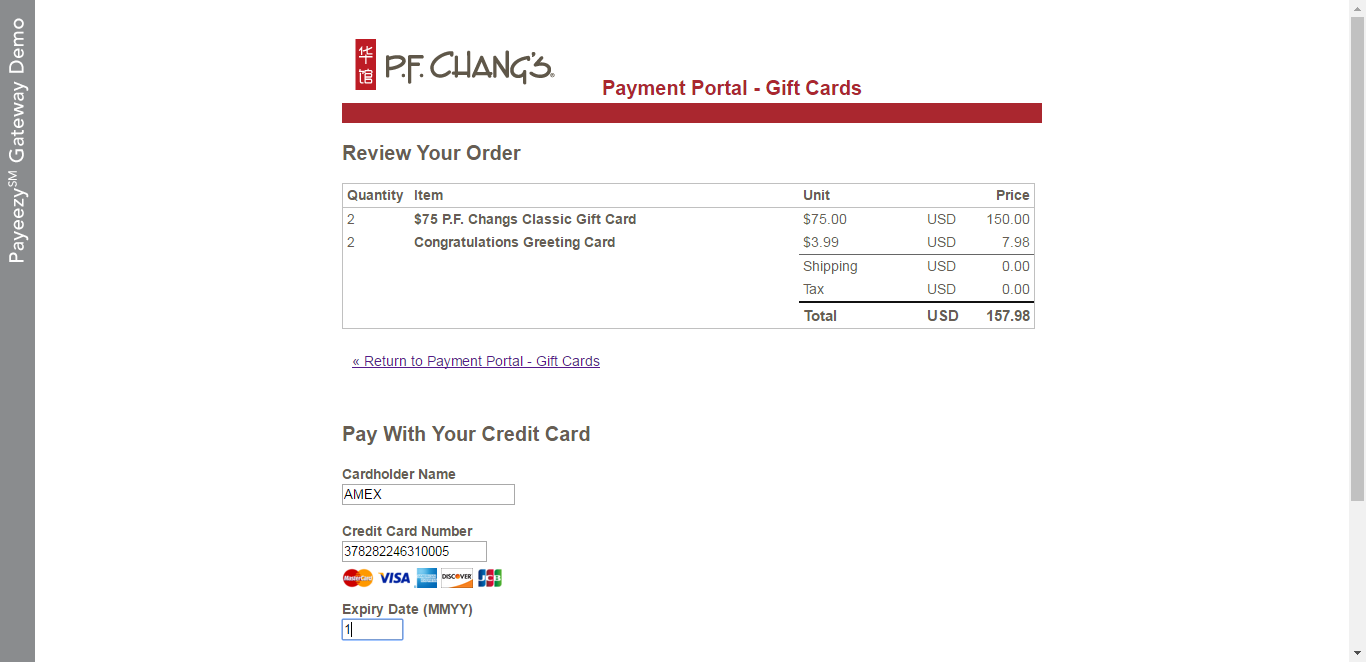 Payeezy℠ Gateway Demo
华
馆
P.F. CHANG'S®
Payment Portal - Gift Cards
Review Your Order
Quantity Item Unit Price
2 $75 P.F. Changs Classic Gift Card $75.00 USD 150.00
2 Congratulations Greeting Card $3.99 USD 7.98
Shipping USD 0.00
Tax USD 0.00
Total USD 157.98
« Return to Payment Portal - Gift Cards
Pay With Your Credit Card
Cardholder Name
AMEX
Credit Card Number
378282246310005
MasterCard VISA DISCOVER JCB
Expiry Date (MMYY)
1